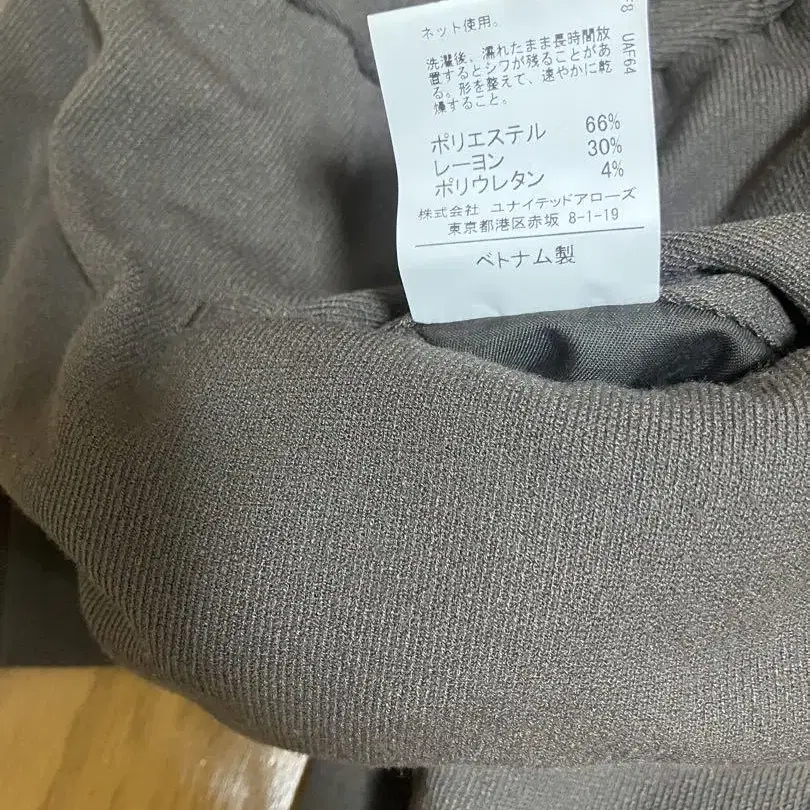 ネット使用。
洗濯後、濡れたまま長時間放
置するとシワが残ることがあ
る。形を整えて、速やかに乾
燥すること。
ポリエステル 66%
レーヨン 30%
ポリウレタン 4%
株式会社 ユナイテッドアローズ
東京都港区赤坂 8-1-19
ベトナム製
UAF64